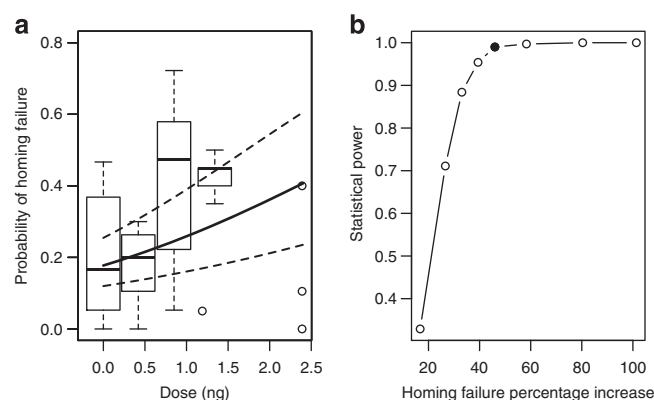 a
Probability of homing failure
0.8
0.6
0.4
0.2
0.0
0.0 0.5 1.0 1.5 2.0 2.5
Dose (ng)
b
Statistical power
1.0
0.9
0.8
0.7
0.6
0.5
0.4
20 40 60 80 100
Homing failure percentage increase